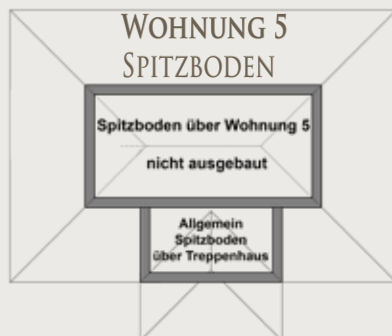 Wohnung 5
Spitzboden
Spitzboden über Wohnung 5
nicht ausgebaut
Allgemein
Spitzboden
über Treppenhaus